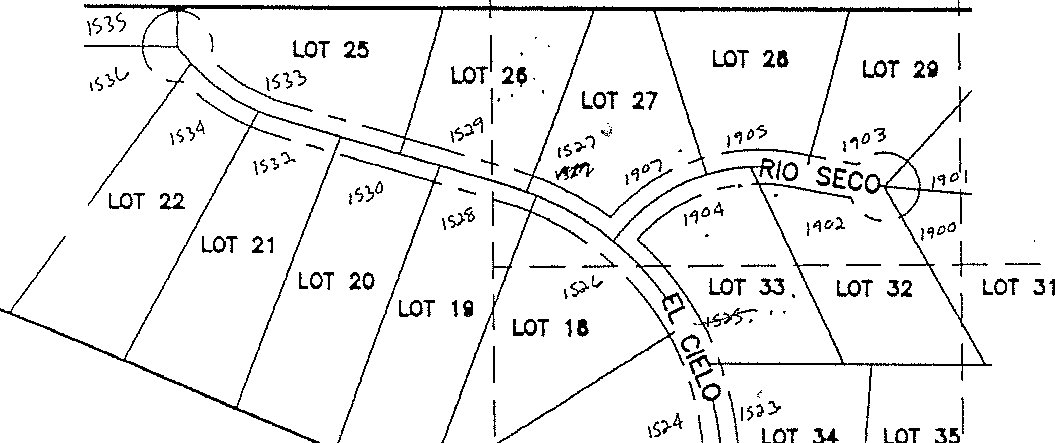 1535
LOT 25
LOT 26
LOT 28
LOT 29
1536
1533
LOT 27
1534
1529
1527
1905
1903
1532
1530
1907
RIO SECO
1901
LOT 22
1528
1904
1902
1900
LOT 21
LOT 20
1526
LOT 33
LOT 32
LOT 31
LOT 19
LOT 18
EL CIELO
1525
1524
1523
LOT 34
LOT 35